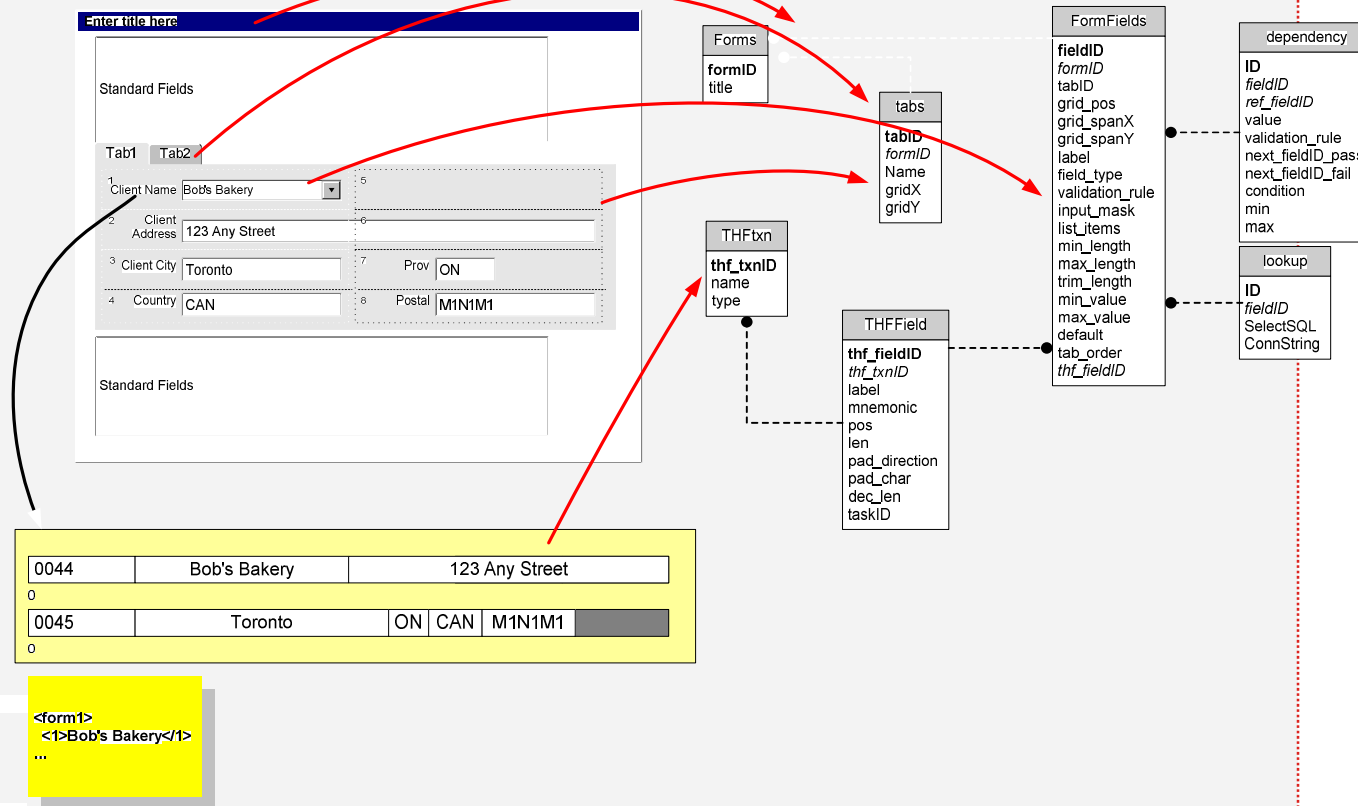 Enter title here
Standard Fields
Tab1 Tab2
1 Client Name Bob's Bakery 5
2 Client Address 123 Any Street 6
3 Client City Toronto 7 Prov ON
4 Country CAN 8 Postal M1N1M1
Standard Fields
Forms
formID
title
tabs
tabID
formID
Name
gridX
gridY
FormFields
fieldID
formID
tabID
grid_pos
grid_spanX
grid_spanY
label
field_type
validation_rule
input_mask
list_items
min_length
max_length
trim_length
min_value
max_value
default
tab_order
thf_fieldID
dependency
ID
fieldID
ref_fieldID
value
validation_rule
next_fieldID_pass
next_fieldID_fail
condition
min
max
lookup
ID
fieldID
SelectSQL
ConnString
THFtxn
thf_txnID
name
type
THFField
thf_fieldID
thf_txnID
label
mnemonic
pos
len
pad_direction
pad_char
dec_len
taskID
0044 Bob's Bakery 123 Any Street
0
0045 Toronto ON CAN M1N1M1
0
<form1>
<1>Bob's Bakery</1>
...